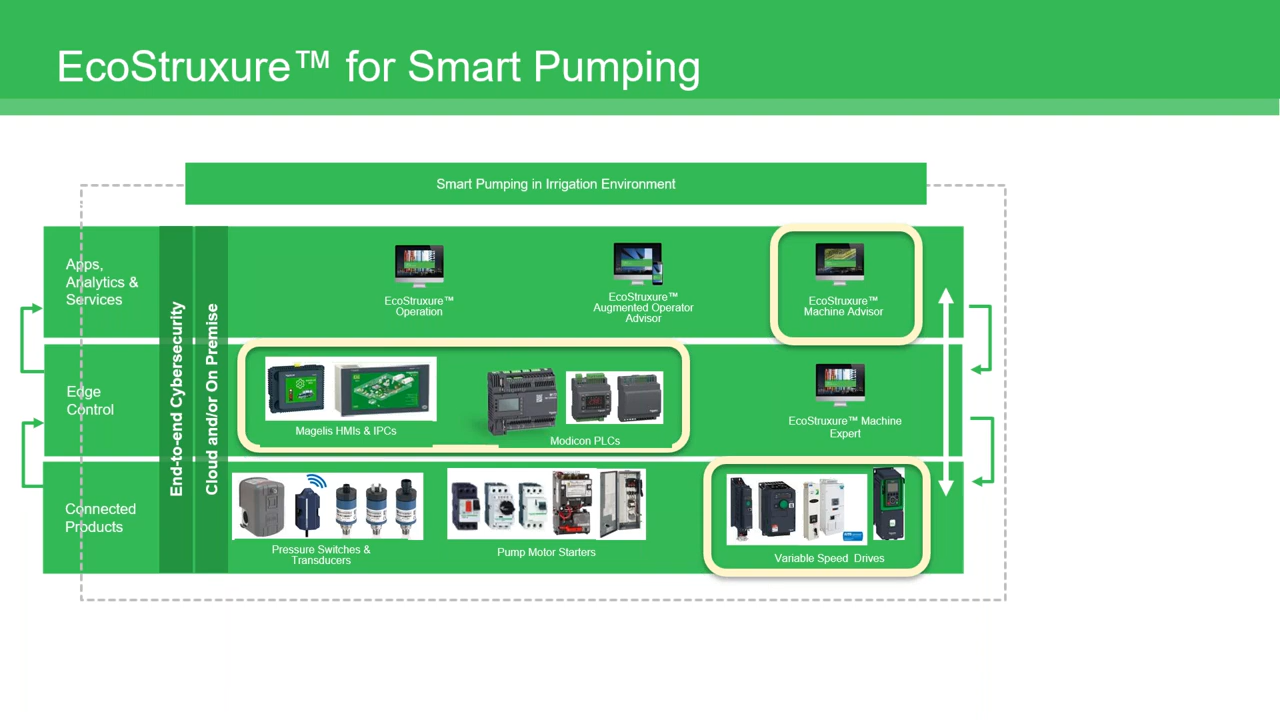 EcoStruxure™ for Smart Pumping
Smart Pumping in Irrigation Environment
Apps,
Analytics &
Services
End-to-end Cybersecurity
Cloud and/or On Premise
EcoStruxure™
Operation
EcoStruxure™
Augmented Operator
Advisor
EcoStruxure™
Machine Advisor
Edge
Control
Magelis HMIs & IPCs
Modicon PLCs
EcoStruxure™ Machine
Expert
Connected
Products
Pressure Switches &
Transducers
Pump Motor Starters
Variable Speed Drives